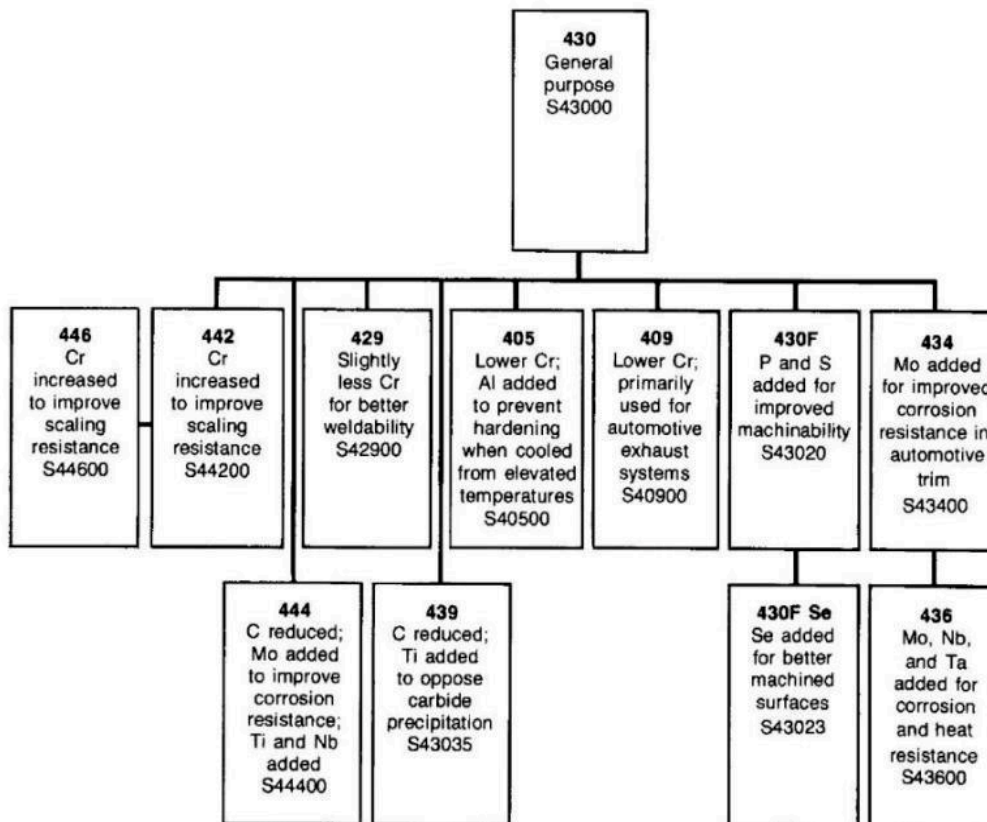 430
General
purpose
S43000
446
Cr
increased
to improve
scaling
resistance
S44600
442
Cr
increased
to improve
scaling
resistance
S44200
429
Slightly
less Cr
for better
weldability
S42900
405
Lower Cr;
Al added
to prevent
hardening
when cooled
from elevated
temperatures
S40500
409
Lower Cr;
primarily
used for
automotive
exhaust
systems
S40900
430F
P and S
added for
improved
machinability
S43020
434
Mo added
for improved
corrosion
resistance in
automotive
trim
S43400
444
C reduced;
Mo added
to improve
corrosion
resistance;
Ti and Nb
added
S44400
439
C reduced;
Ti added
to oppose
carbide
precipitation
S43035
430F Se
Se added
for better
machined
surfaces
S43023
436
Mo, Nb,
and Ta
added for
corrosion
and heat
resistance
S43600